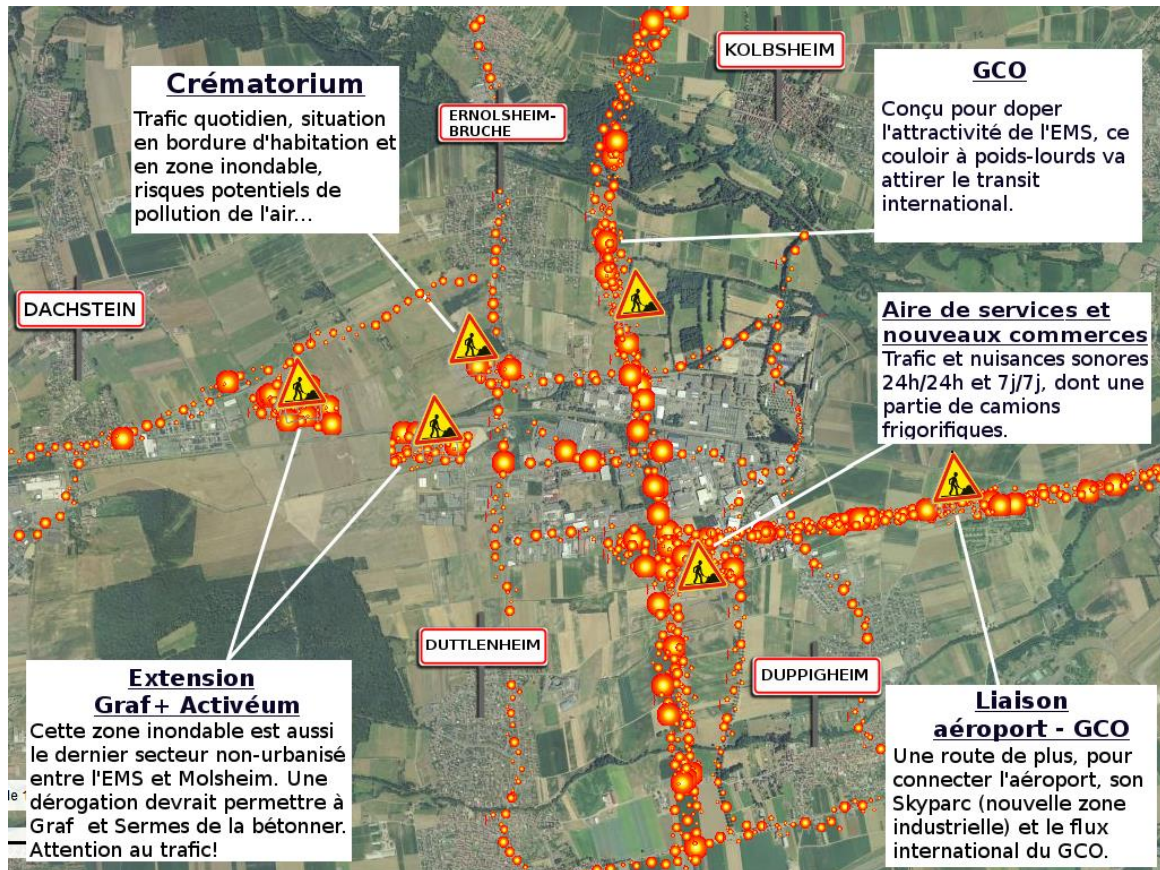 KOLBSHEIM
Crématorium
Trafic quotidien, situation
en bordure d'habitation et
en zone inondable,
risques potentiels de
pollution de l'air...
ERNOLSHEIM-
BRUCHE
GCO
Conçu pour doper
l'attractivité de l'EMS, ce
couloir à poids-lourds va
attirer le transit
international.
DACHSTEIN
Aire de services et
nouveaux commerces
Trafic et nuisances sonores
24h/24h et 7j/7j, dont une
partie de camions
frigorifiques.
DUTTLENHEIM
DUPPIGHEIM
Extension
Graf+ Activéum
Cette zone inondable est aussi
le dernier secteur non-urbanisé
entre l'EMS et Molsheim. Une
dérogation devrait permettre à
Graf et Sermes de la bétonner.
Attention au trafic!
Liaison
aéroport - GCO
Une route de plus, pour
connecter l'aéroport, son
Skyparc (nouvelle zone
industrielle) et le flux
international du GCO.